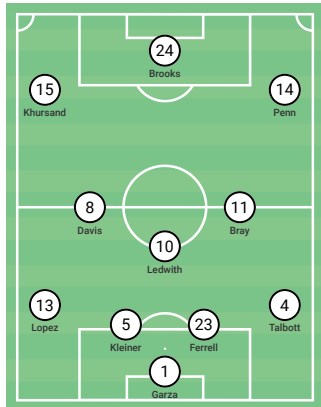 24
Brooks
15
Khursand
14
Penn
8
Davis
11
Bray
10
Ledwith
13
Lopez
4
Talbott
5
Kleiner
23
Ferrell
1
Garza